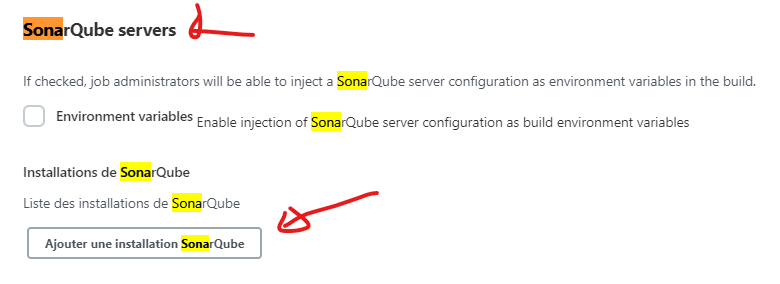 SonarQube servers
If checked, job administrators will be able to inject a SonarQube server configuration as environment variables in the build.
Environment variables Enable injection of SonarQube server configuration as build environment variables
Installations de SonarQube
Liste des installations de SonarQube
Ajouter une installation SonarQube